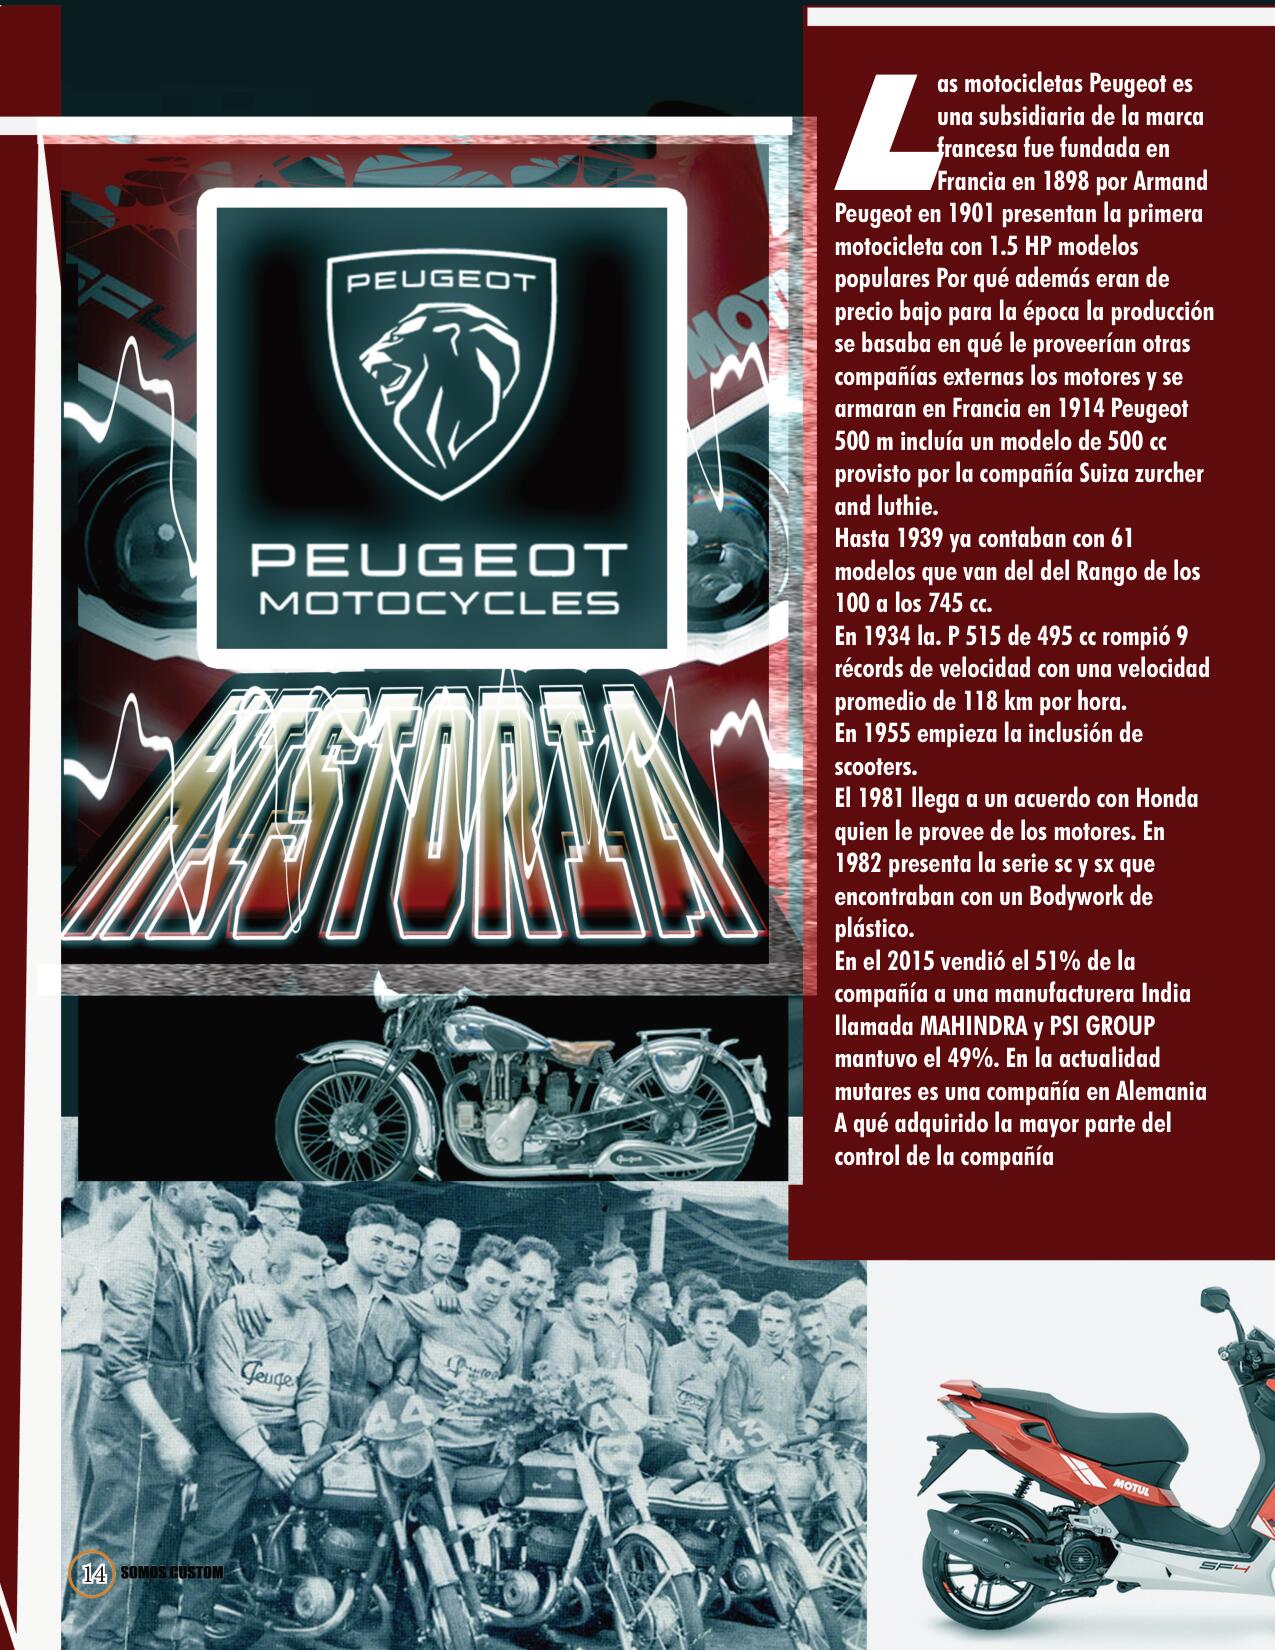 PEUGEOT
PEUGEOT
MOTOCYCLES
HISTORIA
Las motocicletas Peugeot es
una subsidiaria de la marca
francesa fue fundada en
Francia en 1898 por Armand
Peugeot en 1901 presentan la primera
motocicleta con 1.5 HP modelos
populares Por qué además eran de
precio bajo para la época la producción
se basaba en qué le proveerían otras
compañías externas los motores y se
armaran en Francia en 1914 Peugeot
500 m incluía un modelo de 500 cc
provisto por la compañía Suiza zurcher
and luthie.
Hasta 1939 ya contaban con 61
modelos que van del del Rango de los
100 a los 745 cc.
En 1934 la. P 515 de 495 cc rompió 9
récords de velocidad con una velocidad
promedio de 118 km por hora.
En 1955 empieza la inclusión de
scooters.
El 1981 llega a un acuerdo con Honda
quien le provee de los motores. En
1982 presenta la serie sc y sx que
encontraban con un Bodywork de
plástico.
En el 2015 vendió el 51% de la
compañía a una manufacturera India
llamada MAHINDRA y PSI GROUP
mantuvo el 49%. En la actualidad
mutares es una compañía en Alemania
A qué adquirido la mayor parte del
control de la compañía
Peuge
44
41
43
MOTUL
SF4
14 SOMOS CUSTOM